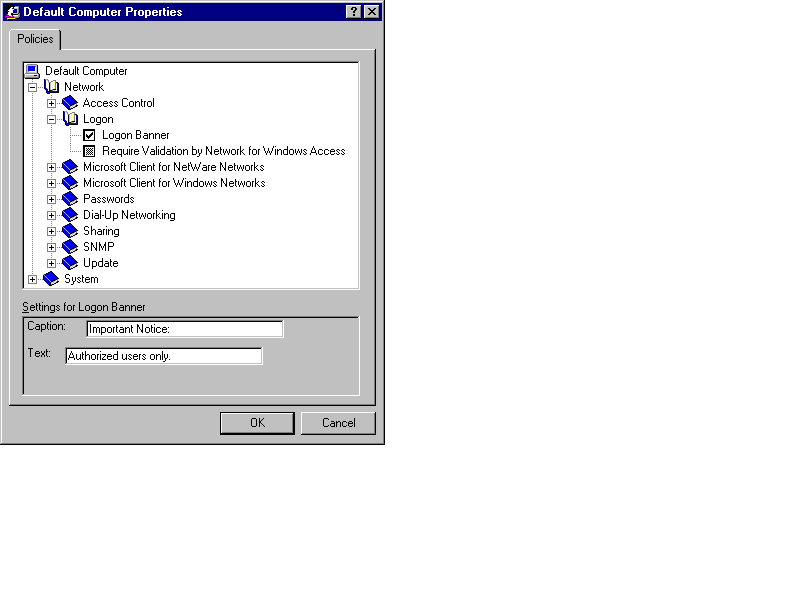 Default Computer Properties
Policies
Default Computer
Network
Access Control
Logon
Logon Banner
Require Validation by Network for Windows Access
Microsoft Client for NetWare Networks
Microsoft Client for Windows Networks
Passwords
Dial-Up Networking
Sharing
SNMP
Update
System
Settings for Logon Banner
Caption: Important Notice:
Text: Authorized users only.
OK Cancel